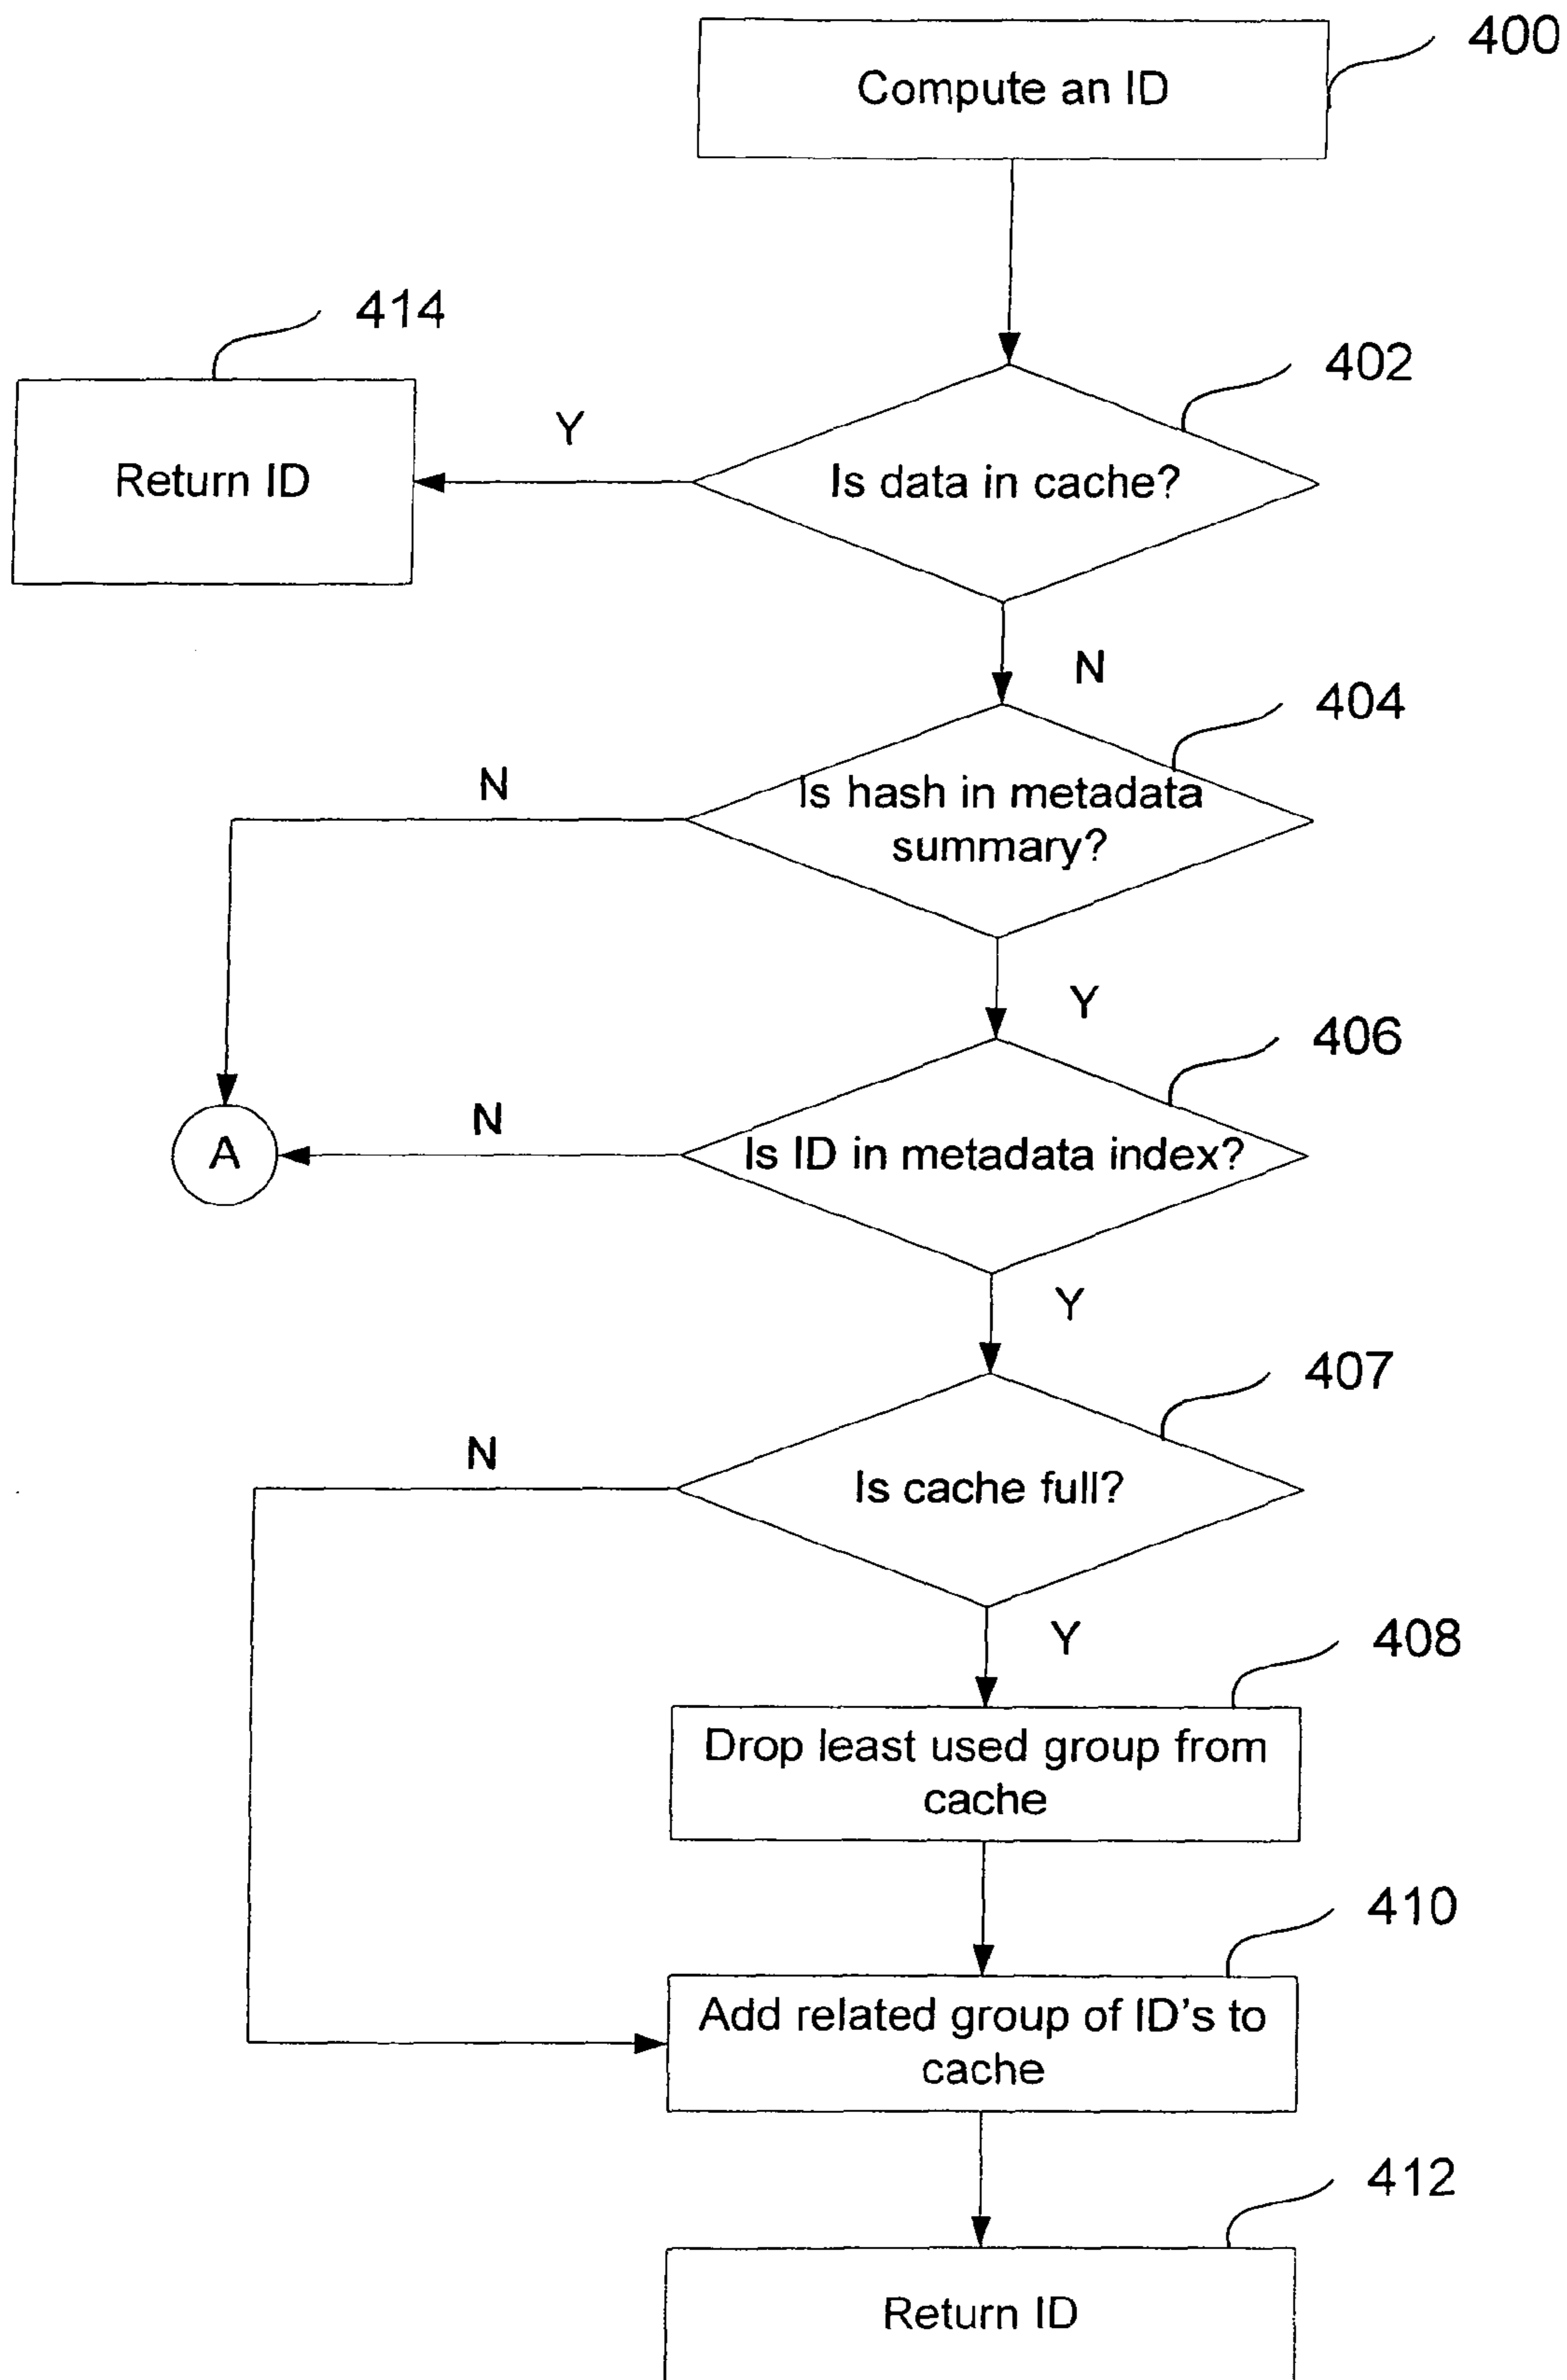 400
Compute an ID
414
402
Y
Return ID
Is data in cache?
N
404
N
Is hash in metadata
summary?
Y
406
N
A
Is ID in metadata index?
Y
407
N
Is cache full?
Y
408
Drop least used group from
cache
410
Add related group of ID's to
cache
412
Return ID